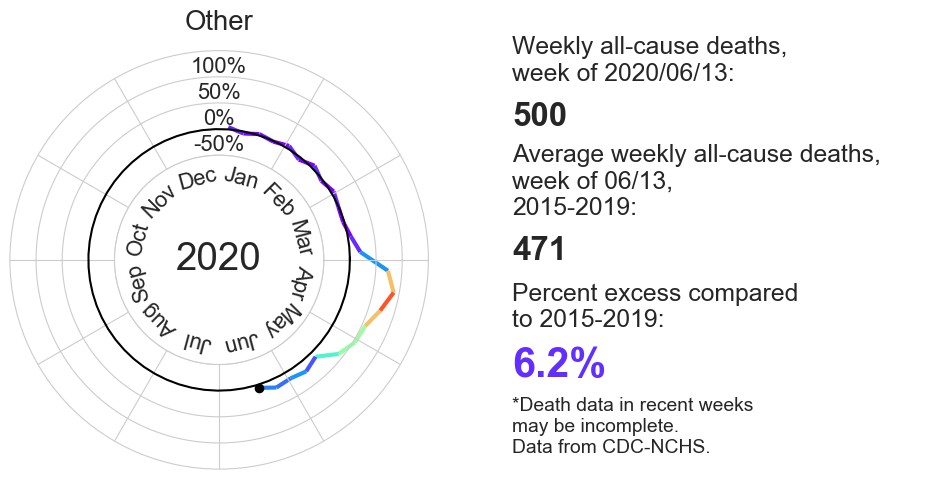 Other
100%
50%
0%
-50%
Jan
Feb
Mar
Apr
May
Jun
Jul
Aug
Sep
Oct
Nov
Dec
2020
Weekly all-cause deaths,
week of 2020/06/13:
500
Average weekly all-cause deaths,
week of 06/13,
2015-2019:
471
Percent excess compared
to 2015-2019:
6.2%
*Death data in recent weeks
may be incomplete.
Data from CDC-NCHS.